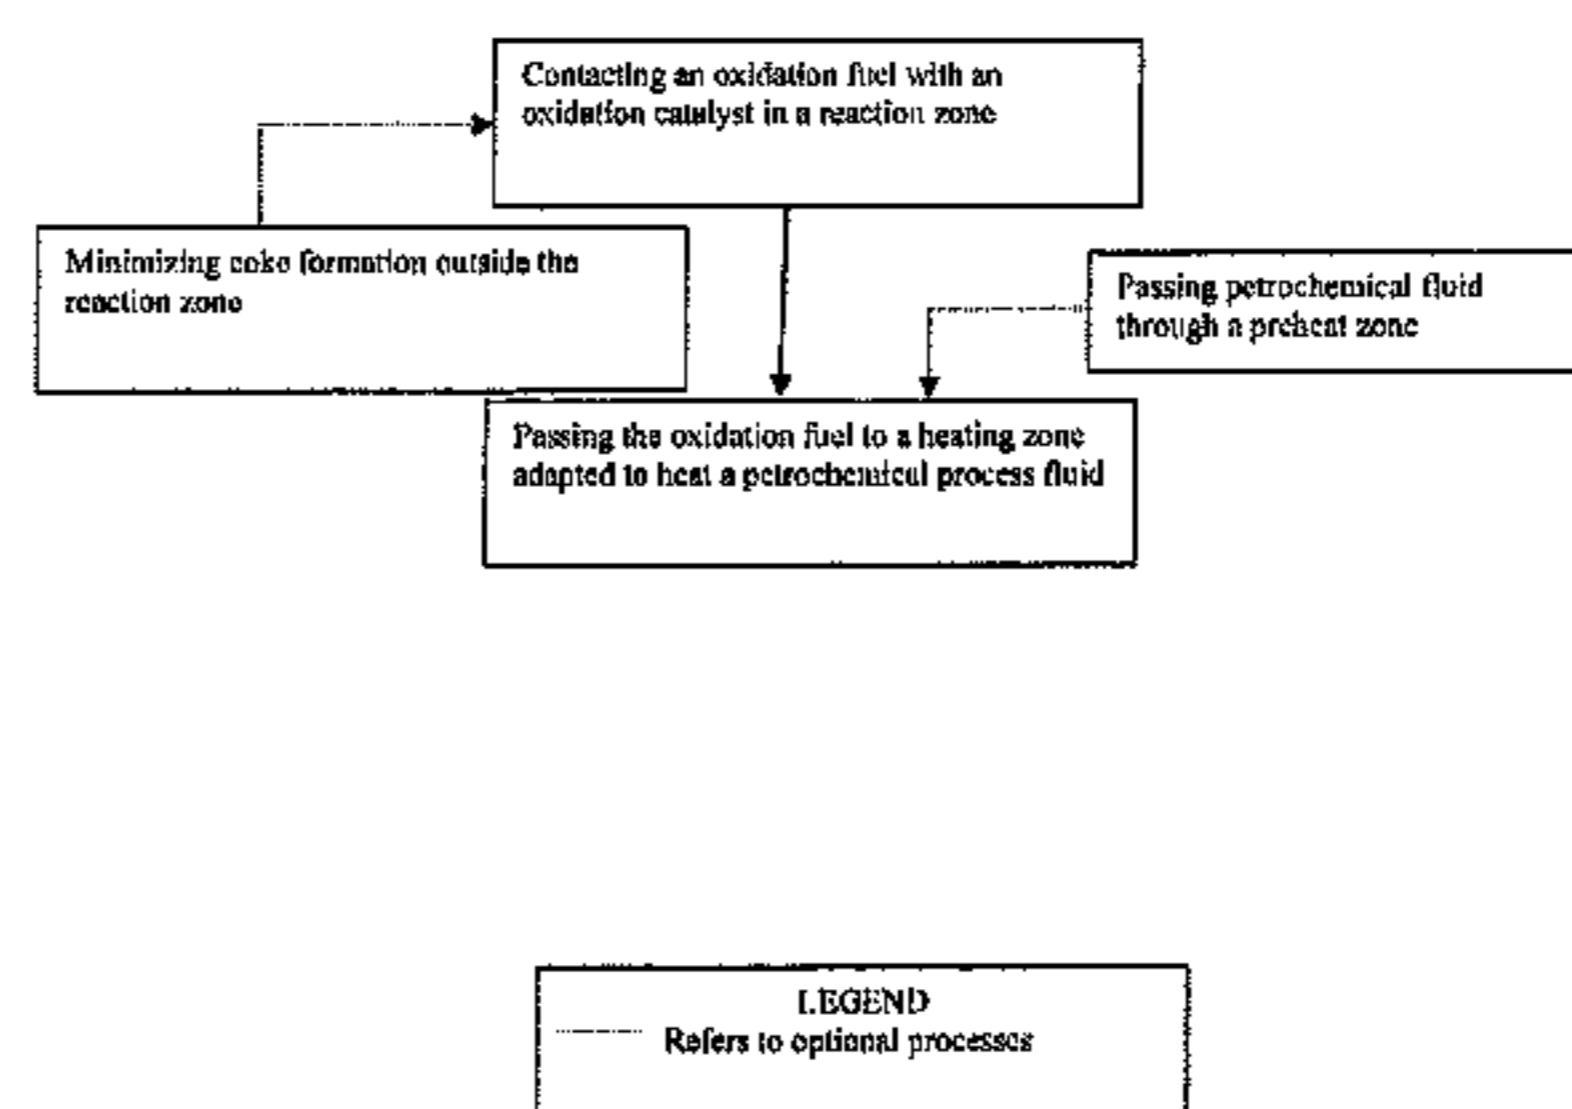 Contacting an oxidation fuel with an
oxidation catalyst in a reaction zone
Minimizing coke formation outside the
reaction zone
Passing petrochemical fluid
through a preheat zone
Passing the oxidation fuel to a heating zone
adapted to heat a petrochemical process fluid
LEGEND
Refers to optional processes